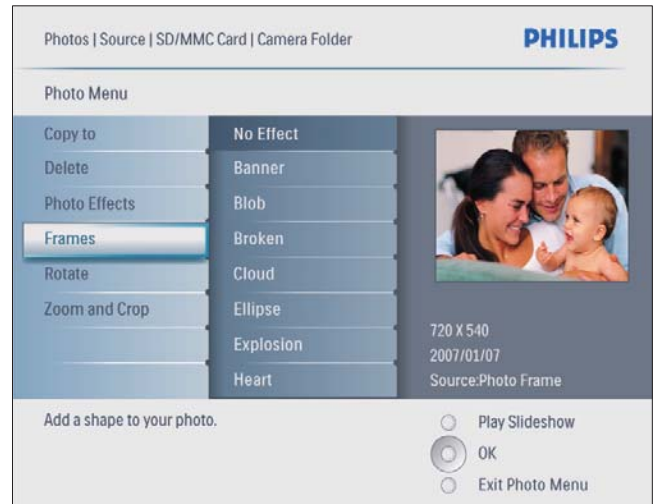 Photos | Source | SD/MMC Card | Camera Folder
PHILIPS
Photo Menu
Copy to
Delete
Photo Effects
Frames
Rotate
Zoom and Crop
No Effect
Banner
Blob
Broken
Cloud
Ellipse
Explosion
Heart
720 X 540
2007/01/07
Source:Photo Frame
Add a shape to your photo.
Play Slideshow
OK
Exit Photo Menu